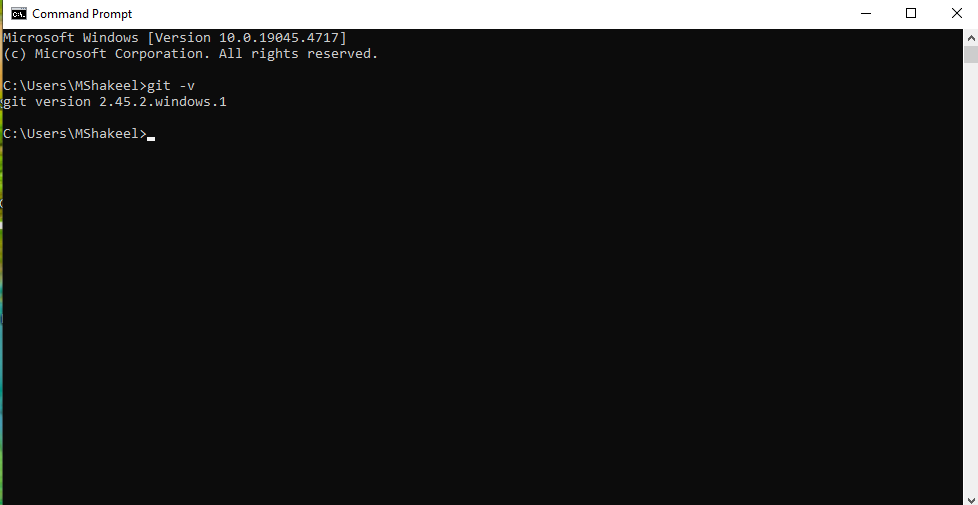 Command Prompt
Microsoft Windows [Version 10.0.19045.4717]
(c) Microsoft Corporation. All rights reserved.
C:\Users\MShakeel>git -v
git version 2.45.2.windows.1
C:\Users\MShakeel>